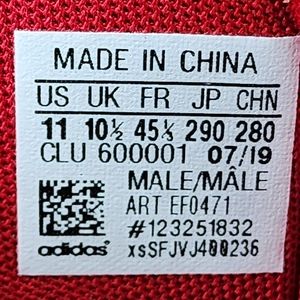 MADE IN CHINA
US UK FR JP CHN
11 10½ 45⅓ 290 280
CLU 600001 07/19
MALE/MÂLE
ART EF0471
#123251832
adidas xsSFJVJ400236